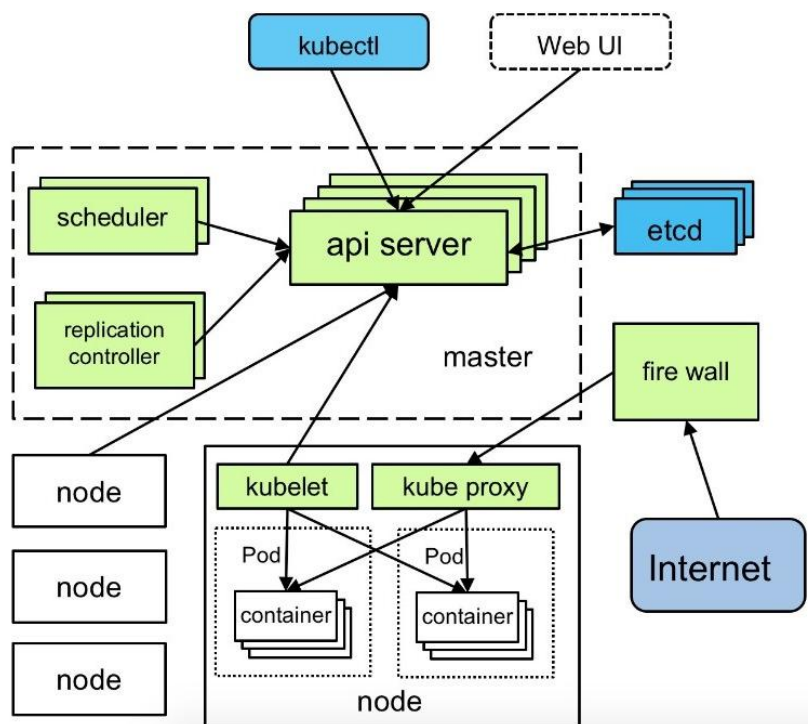 kubectl
Web UI
scheduler
api server
etcd
replication
controller
master
fire wall
node
kubelet
kube proxy
Pod
Pod
node
container
container
Internet
node
node